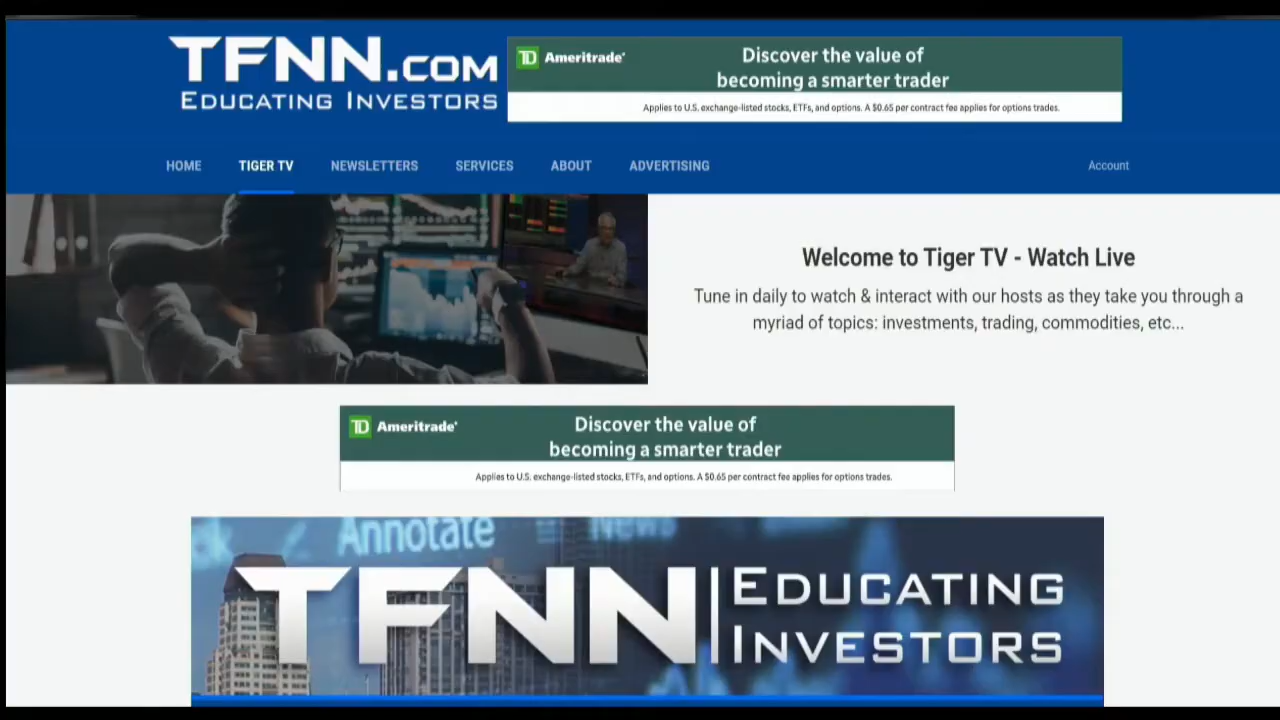 TFNN.COM
EDUCATING INVESTORS
TD Ameritrade®
Discover the value of
becoming a smarter trader
Applies to U.S. exchange-listed stocks, ETFs, and options. A $0.65 per contract fee applies for options trades.
HOME TIGER TV NEWSLETTERS SERVICES ABOUT ADVERTISING Account
Welcome to Tiger TV - Watch Live
Tune in daily to watch & interact with our hosts as they take you through a
myriad of topics: investments, trading, commodities, etc...
TD Ameritrade®
Discover the value of
becoming a smarter trader
Applies to U.S. exchange-listed stocks, ETFs, and options. A $0.65 per contract fee applies for options trades.
Annotate News
TFNN EDUCATING
INVESTORS